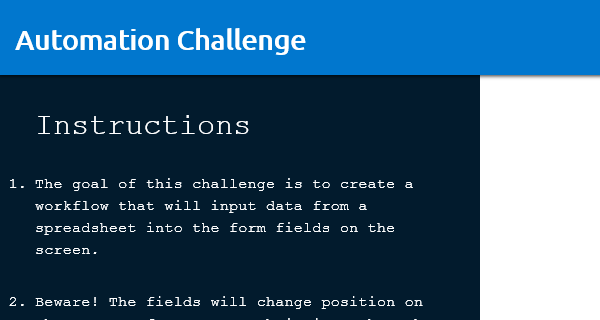 Automation Challenge
Instructions
1. The goal of this challenge is to create a
workflow that will input data from a
spreadsheet into the form fields on the
screen.
2. Beware! The fields will change position on